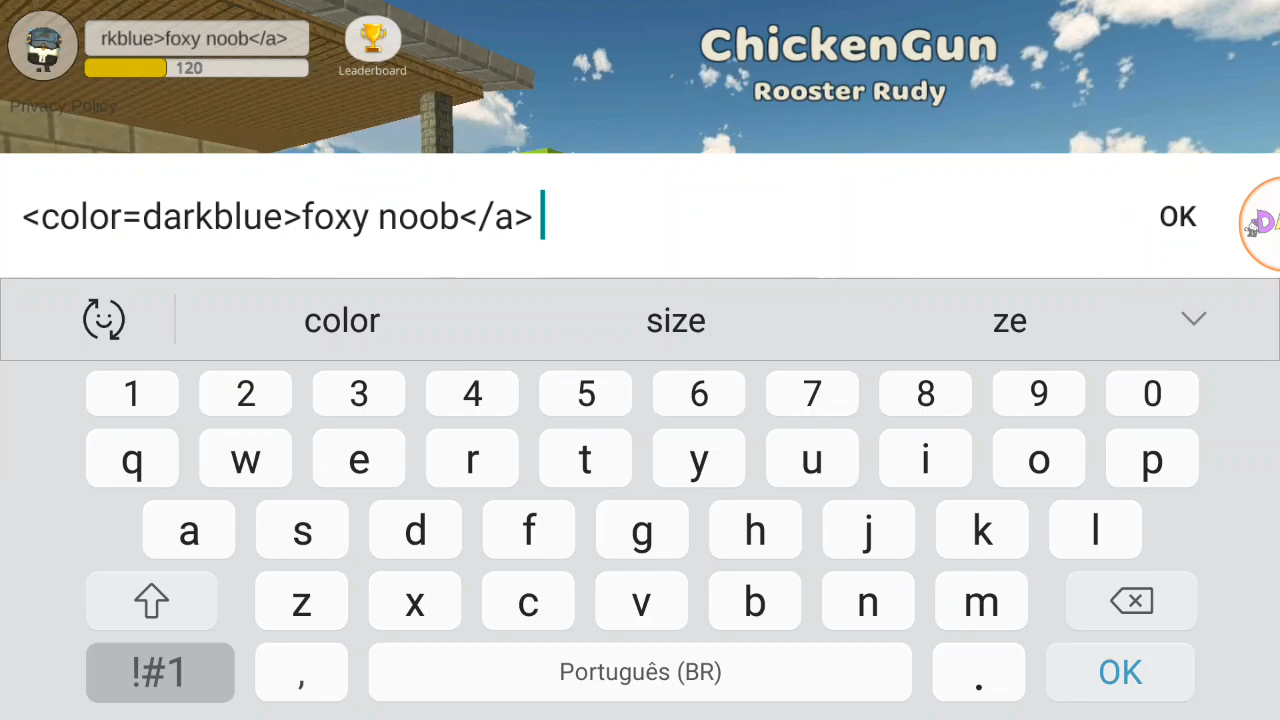 rkblue>foxy noob</a>
120
Leaderboard
Privacy Policy
ChickenGun
Rooster Rudy
<color=darkblue>foxy noob</a>
OK
color size ze
1 2 3 4 5 6 7 8 9 0
q w e r t y u i o p
a s d f g h j k l
z x c v b n m
!#1 , Português (BR) . OK